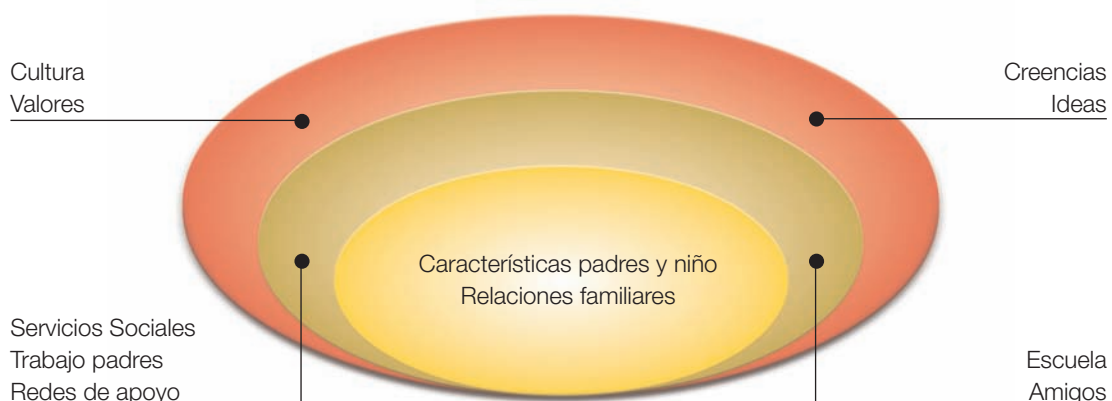 Cultura
Valores
Creencias
Ideas
Características padres y niño
Relaciones familiares
Servicios Sociales
Trabajo padres
Redes de apoyo
Escuela
Amigos